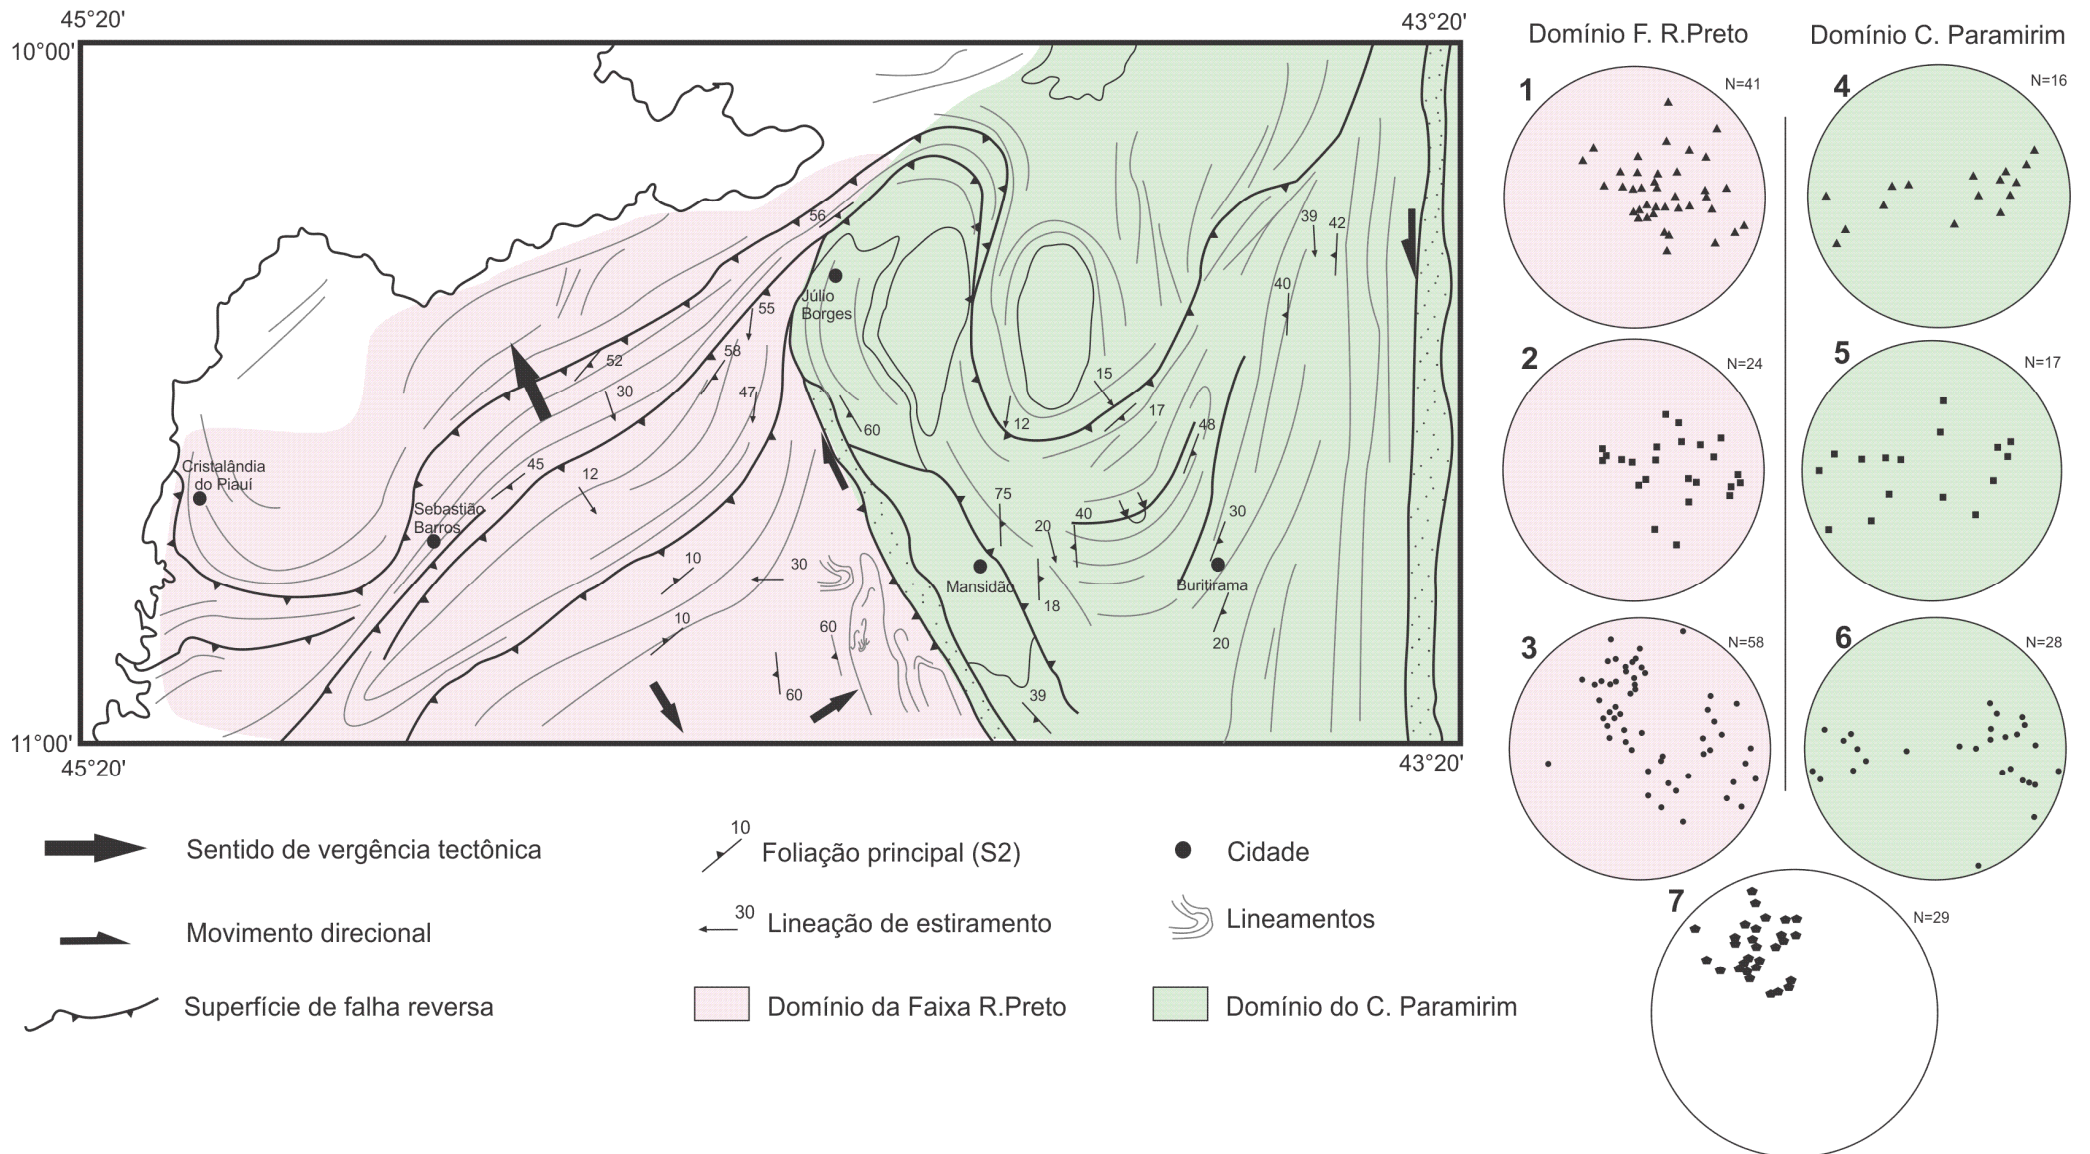 45°20'
43°20'
10°00'
Domínio F. R.Preto
Domínio C. Paramirim
1
N=41
4
N=16
56
39
42
40
Júlio
Borges
55
58
52
30
47
15
17
12
60
48
45
12
Cristalândia
do Piauí
Sebastião
Barros
75
40
20
30
10
30
Mansidão
Buritirama
18
10
60
20
60
39
2
N=24
5
N=17
3
N=58
6
N=28
7
N=29
11°00'
45°20'
43°20'
Sentido de vergência tectônica
10
Foliação principal (S2)
Cidade
Movimento direcional
30
Lineação de estiramento
Lineamentos
Superfície de falha reversa
Domínio da Faixa R.Preto
Domínio do C. Paramirim